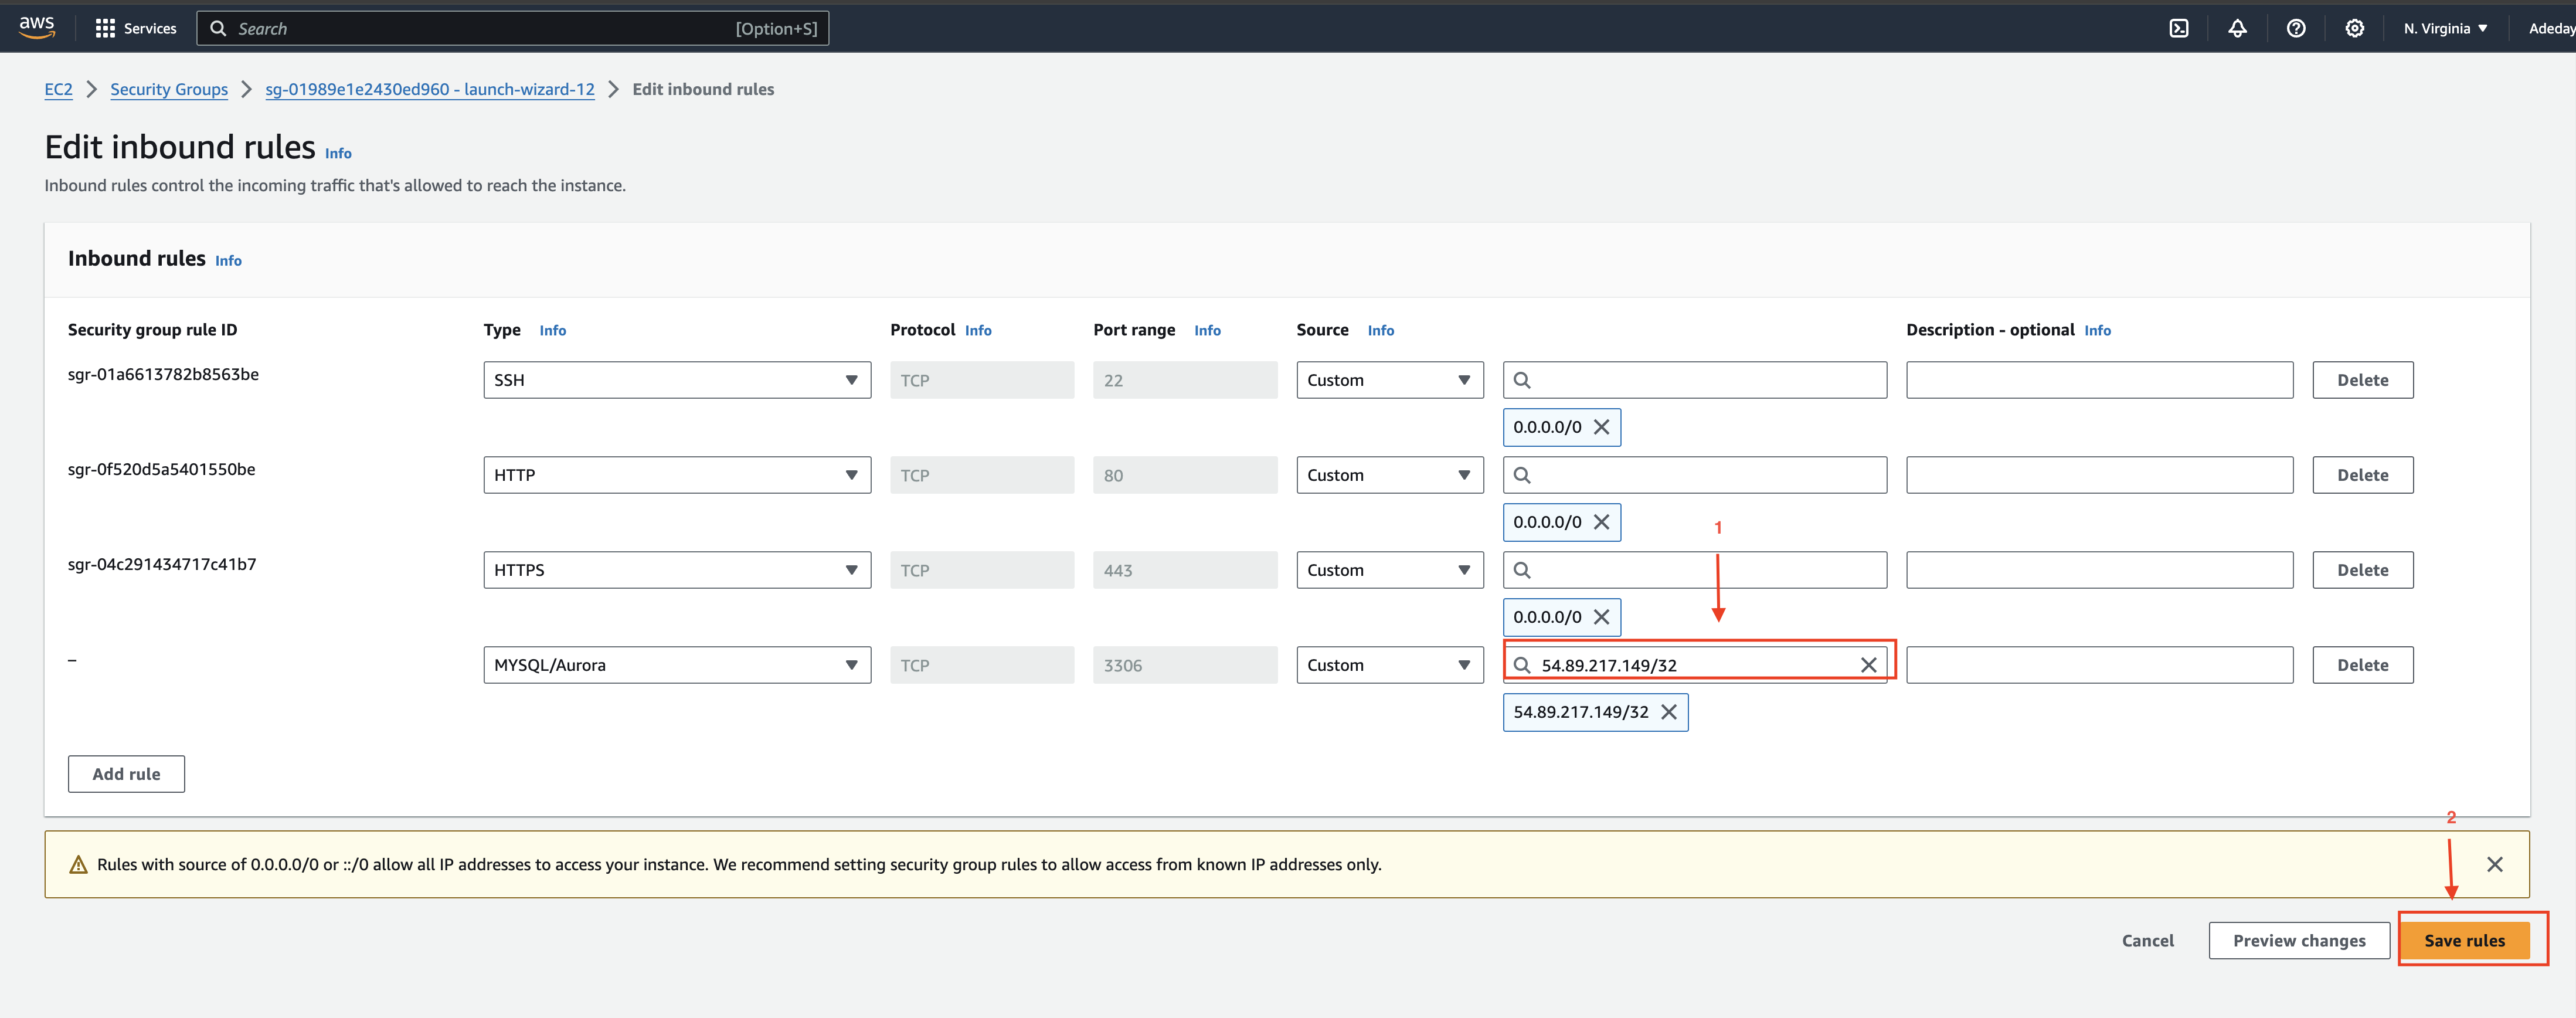 aws Services Search [Option+S] N. Virginia Adeday
EC2 > Security Groups > sg-01989e1e2430ed960 - launch-wizard-12 > Edit inbound rules
Edit inbound rules Info
Inbound rules control the incoming traffic that's allowed to reach the instance.
Inbound rules Info
Security group rule ID Type Info Protocol Info Port range Info Source Info Description - optional Info
sgr-01a6613782b8563be SSH TCP 22 Custom Delete
0.0.0.0/0
sgr-0f520d5a5401550be HTTP TCP 80 Custom Delete
0.0.0.0/0
1
sgr-04c291434717c41b7 HTTPS TCP 443 Custom Delete
0.0.0.0/0
– MYSQL/Aurora TCP 3306 Custom 54.89.217.149/32 Delete
54.89.217.149/32
Add rule
2
Rules with source of 0.0.0.0/0 or ::/0 allow all IP addresses to access your instance. We recommend setting security group rules to allow access from known IP addresses only.
Cancel Preview changes Save rules